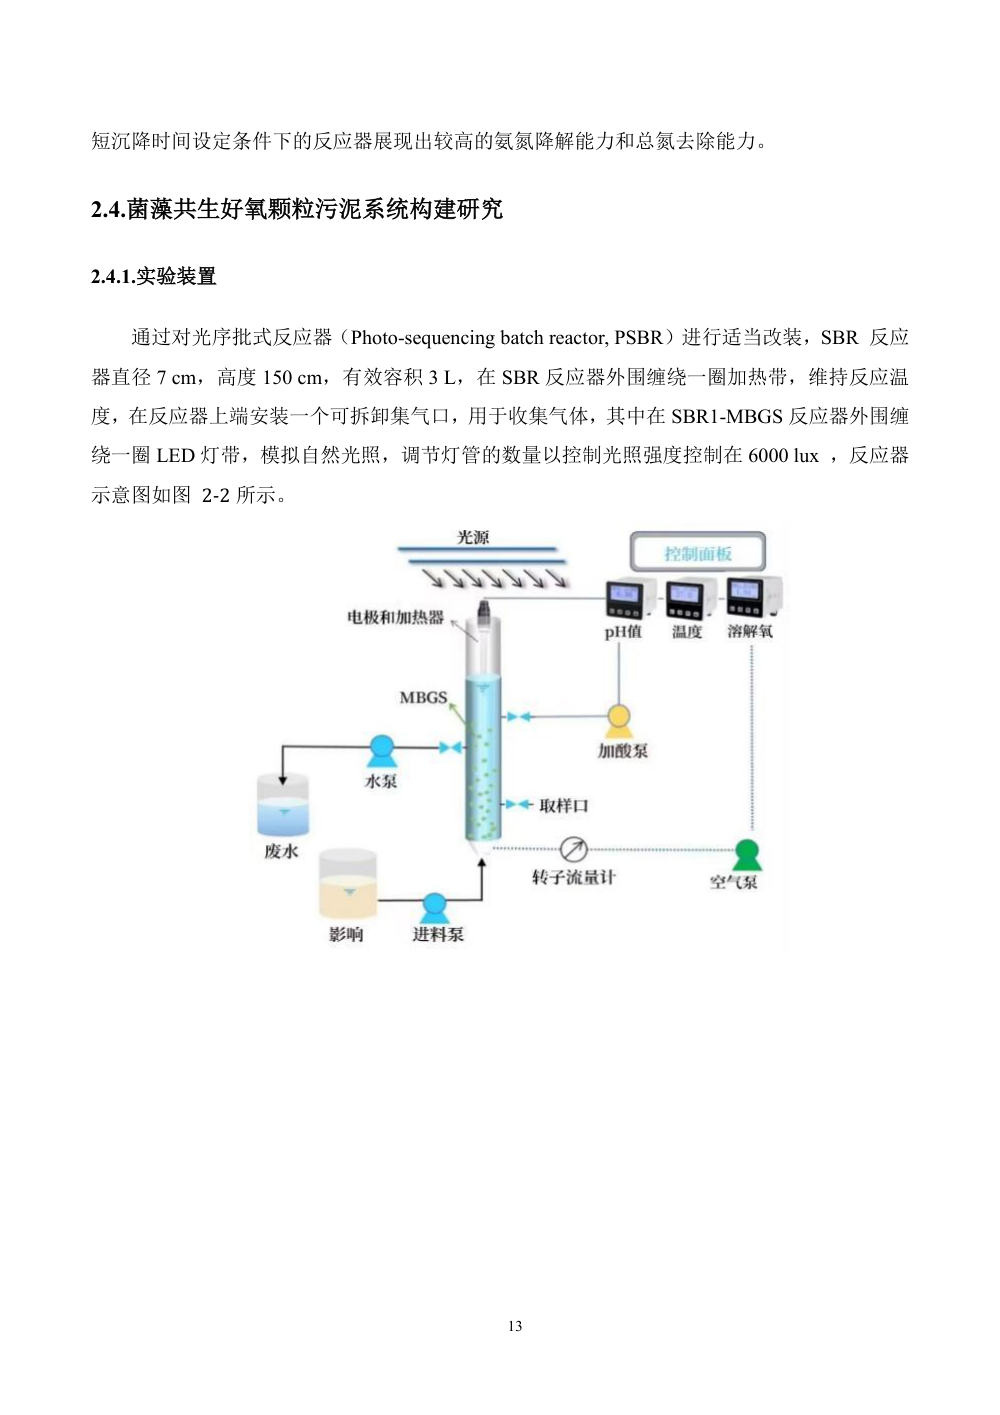 短沉降时间设定条件下的反应器展现出较高的氨氮降解能力和总氮去除能力。
2.4.菌藻共生好氧颗粒污泥系统构建研究
2.4.1.实验装置
通过对光序批式反应器（Photo-sequencing batch reactor, PSBR）进行适当改装，SBR 反应
器直径 7 cm，高度 150 cm，有效容积 3 L，在 SBR 反应器外围缠绕一圈加热带，维持反应温
度，在反应器上端安装一个可拆卸集气口，用于收集气体，其中在 SBR1-MBGS 反应器外围缠
绕一圈 LED 灯带，模拟自然光照，调节灯管的数量以控制光照强度控制在 6000 lux ，反应器
示意图如图 2-2 所示。
光源
控制面板
电极和加热器
pH值
温度
溶解氧
MBGS
加酸泵
水泵
取样口
废水
转子流量计
空气泵
影响
进料泵
13